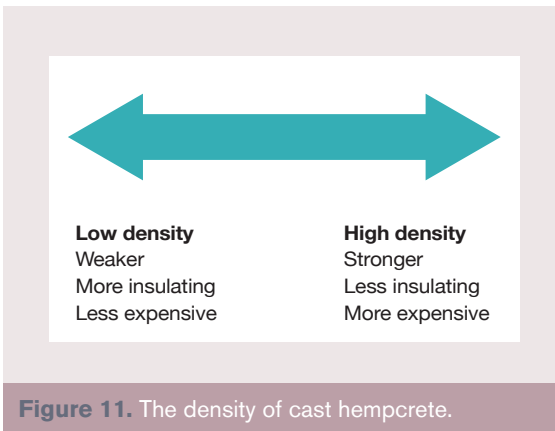 Low density
Weaker
More insulating
Less expensive
High density
Stronger
Less insulating
More expensive
Figure 11. The density of cast hempcrete.